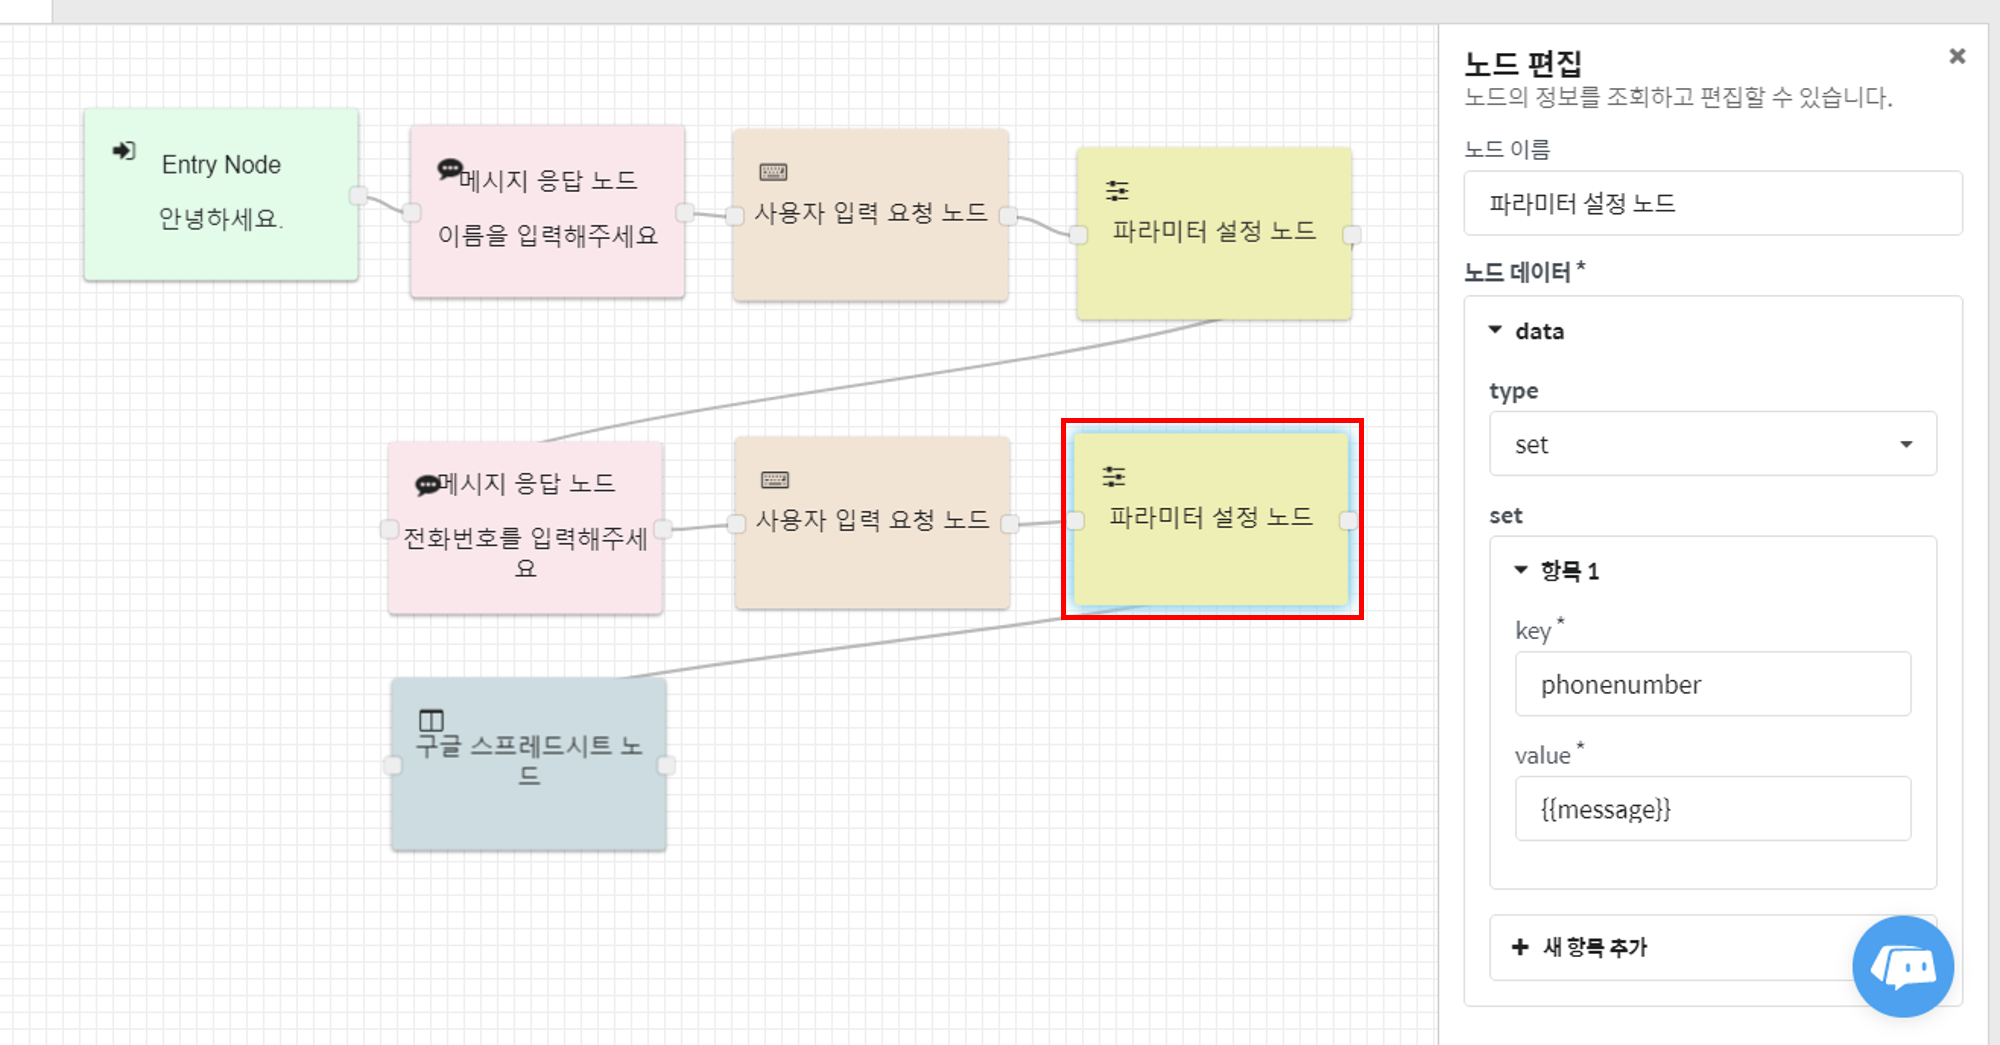 Entry Node
안녕하세요.
메시지 응답 노드
이름을 입력해주세요
사용자 입력 요청 노드
파라미터 설정 노드
메시지 응답 노드
전화번호를 입력해주세
요
사용자 입력 요청 노드
파라미터 설정 노드
구글 스프레드시트 노
드
노드 편집
노드의 정보를 조회하고 편집할 수 있습니다.
노드 이름
파라미터 설정 노드
노드 데이터 *
data
type
set
set
항목 1
key *
phonenumber
value *
{{message}}
새 항목 추가